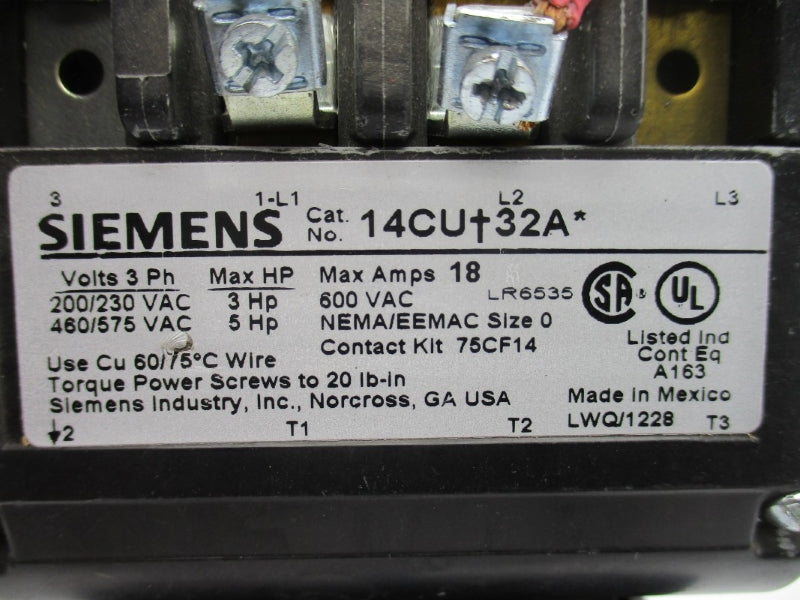 3 1-L1 L2 L3
SIEMENS Cat. No. 14CU†32A*
Volts 3 Ph Max HP Max Amps 18
200/230 VAC 3 Hp 600 VAC LR6535 SA & UL
460/575 VAC 5 Hp NEMA/EEMAC Size 0
Contact Kit 75CF14
Listed Ind
Cont Eq
A163
Use Cu 60/75°C Wire
Torque Power Screws to 20 lb-in
Made in Mexico
Siemens Industry, Inc., Norcross, GA USA
LWQ/1228
↓2 T1 T2 T3